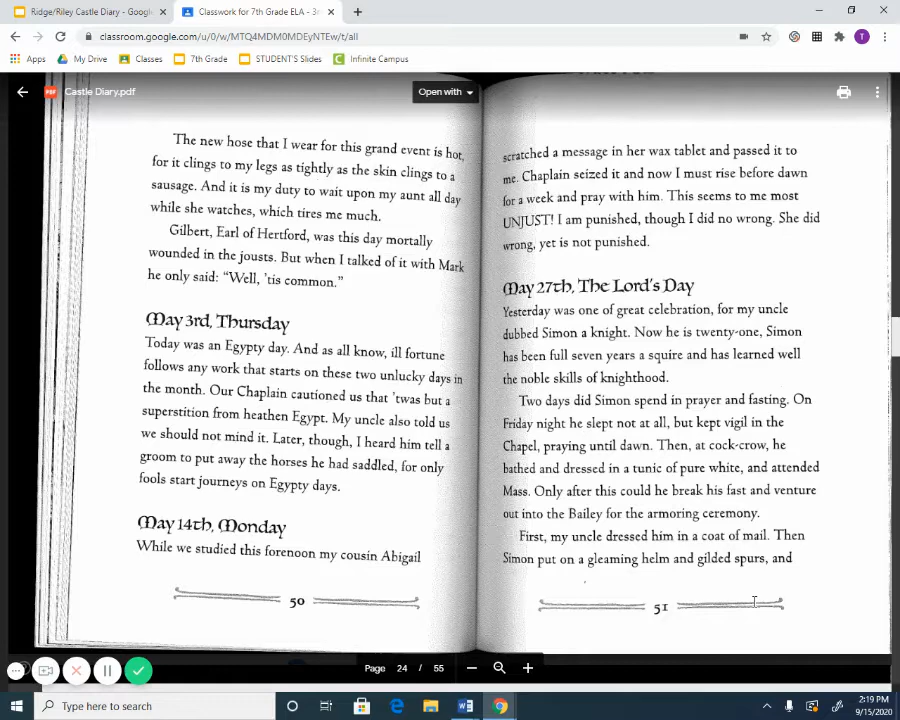 Ridge/Riley Castle Diary - Google
Classwork for 7th Grade ELA - 3r
classroom.google.com/u/0/w/MTQ4MDM0MDEyNTEw/t/all
T
Apps
My Drive
Classes
7th Grade
STUDENT'S Slides
Infinite Campus
PDF
Castle Diary.pdf
Open with
The new hose that I wear for this grand event is hot,
for it clings to my legs as tightly as the skin clings to a
sausage. And it is my duty to wait upon my aunt all day
while she watches, which tires me much.
Gilbert, Earl of Hertford, was this day mortally
wounded in the jousts. But when I talked of it with Mark
he only said: "Well, 'tis common."
May 3rd, Thursday
Today was an Egypty day. And as all know, ill fortune
follows any work that starts on these two unlucky days in
the month. Our Chaplain cautioned us that 'twas but a
superstition from heathen Egypt. My uncle also told us
we should not mind it. Later, though, I heard him tell a
groom to put away the horses he had saddled, for only
fools start journeys on Egypty days.
May 14th, Monday
While we studied this forenoon my cousin Abigail
50
scratched a message in her wax tablet and passed it to
me. Chaplain seized it and now I must rise before dawn
for a week and pray with him. This seems to me most
UNJUST! I am punished, though I did no wrong. She did
wrong, yet is not punished.
May 27th, The Lord's Day
Yesterday was one of great celebration, for my uncle
dubbed Simon a knight. Now he is twenty-one, Simon
has been full seven years a squire and has learned well
the noble skills of knighthood.
Two days did Simon spend in prayer and fasting. On
Friday night he slept not at all, but kept vigil in the
Chapel, praying until dawn. Then, at cock-crow, he
bathed and dressed in a tunic of pure white, and attended
Mass. Only after this could he break his fast and venture
out into the Bailey for the armoring ceremony.
First, my uncle dressed him in a coat of mail. Then
Simon put on a gleaming helm and gilded spurs, and
51
Page 24 / 55
Type here to search
2:19 PM
9/15/2020